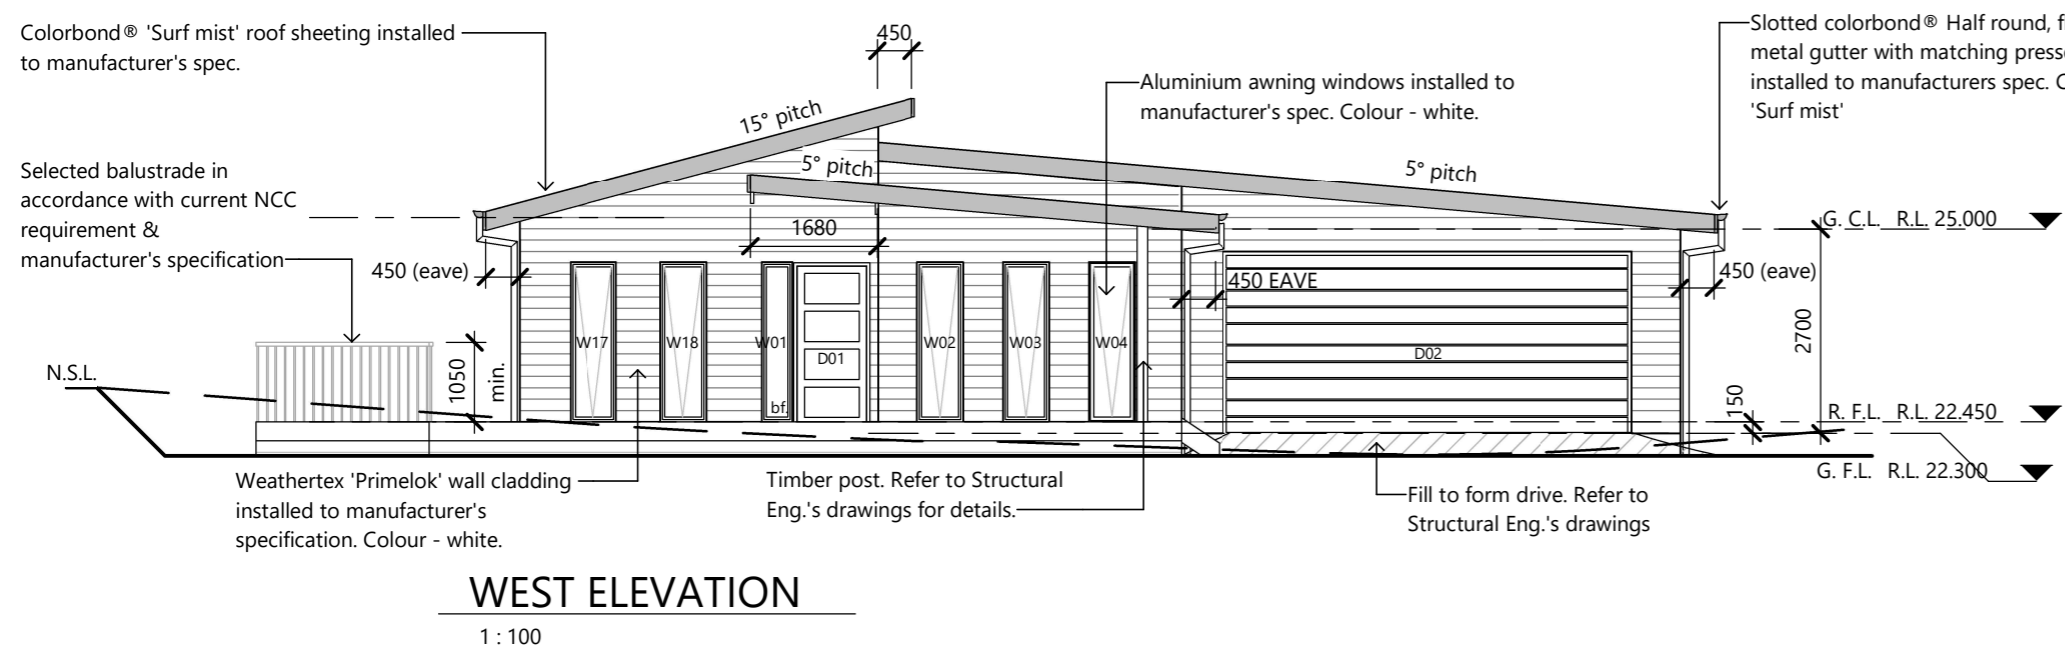 Colorbond® 'Surf mist' roof sheeting installed
to manufacturer's spec.
450
Slotted colorbond® Half round,
metal gutter with matching
installed to manufacturers spec.
'Surf mist'
Aluminium awning windows installed to
manufacturer's spec. Colour - white.
15° pitch
5° pitch
5° pitch
Selected balustrade in
accordance with current NCC
requirement &
manufacturer's specification
G. C.L. R.L. 25.000
1680
450 (eave)
450 EAVE
450 (eave)
2700
W17
W18
W01
D01
W02
W03
W04
D02
N.S.L.
1050
min.
bf.
150
R. F.L. R.L. 22.450
G. F.L. R.L. 22.300
Weathertex 'Primelok' wall cladding
installed to manufacturer's
specification. Colour - white.
Timber post. Refer to Structural
Eng.'s drawings for details.
Fill to form drive. Refer to
Structural Eng.'s drawings
WEST ELEVATION
1 : 100